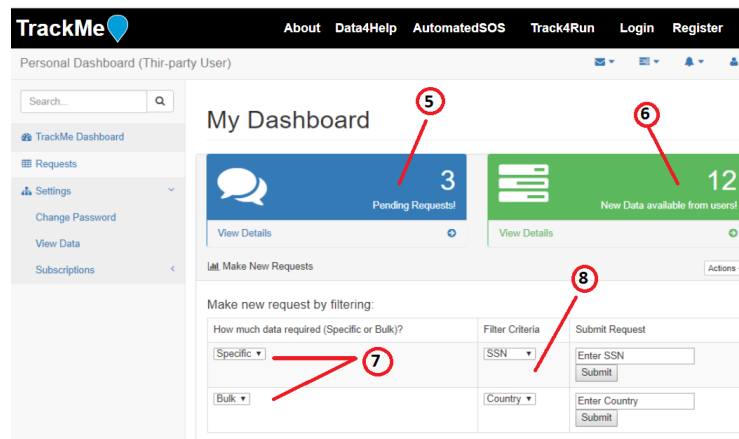 TrackMe About Data4Help AutomatedSOS Track4Run Login Register
Personal Dashboard (Thir-party User)
Search...
TrackMe Dashboard
Requests
Settings
Change Password
View Data
Subscriptions
My Dashboard
5
6
3
Pending Requests!
View Details
12
New Data available from users!
View Details
Make New Requests
Actions
8
Make new request by filtering:
How much data required (Specific or Bulk)? Filter Criteria Submit Request
Specific SSN Enter SSN
Submit
7
Bulk Country Enter Country
Submit